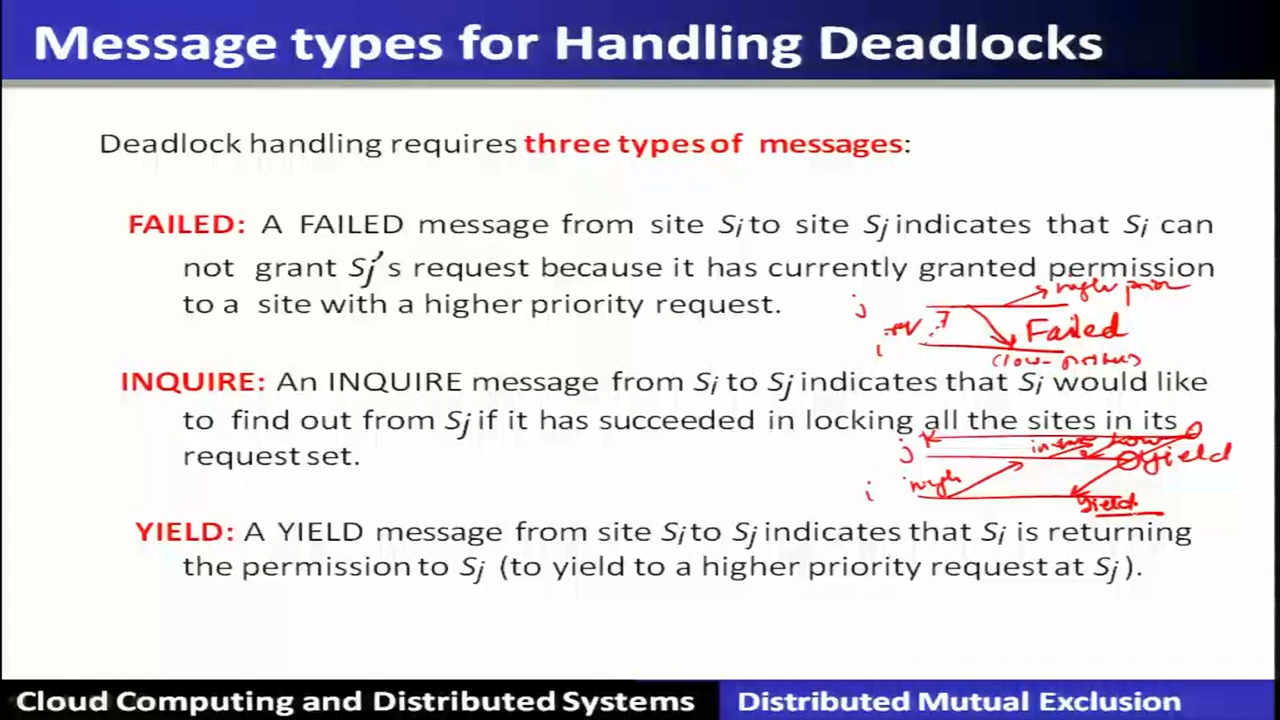 Message types for Handling Deadlocks
Deadlock handling requires three types of messages:
FAILED: A FAILED message from site Si to site Sj indicates that Si can
not grant Sj's request because it has currently granted permission
to a site with a higher priority request.
j
i
Failed
INQUIRE: An INQUIRE message from Si to Sj indicates that Si would like
to find out from Sj if it has succeeded in locking all the sites in its
request set.
j
yield
i
yield
YIELD: A YIELD message from site Si to Sj indicates that Si is returning
the permission to Sj (to yield to a higher priority request at Sj).
Cloud Computing and Distributed Systems
Distributed Mutual Exclusion